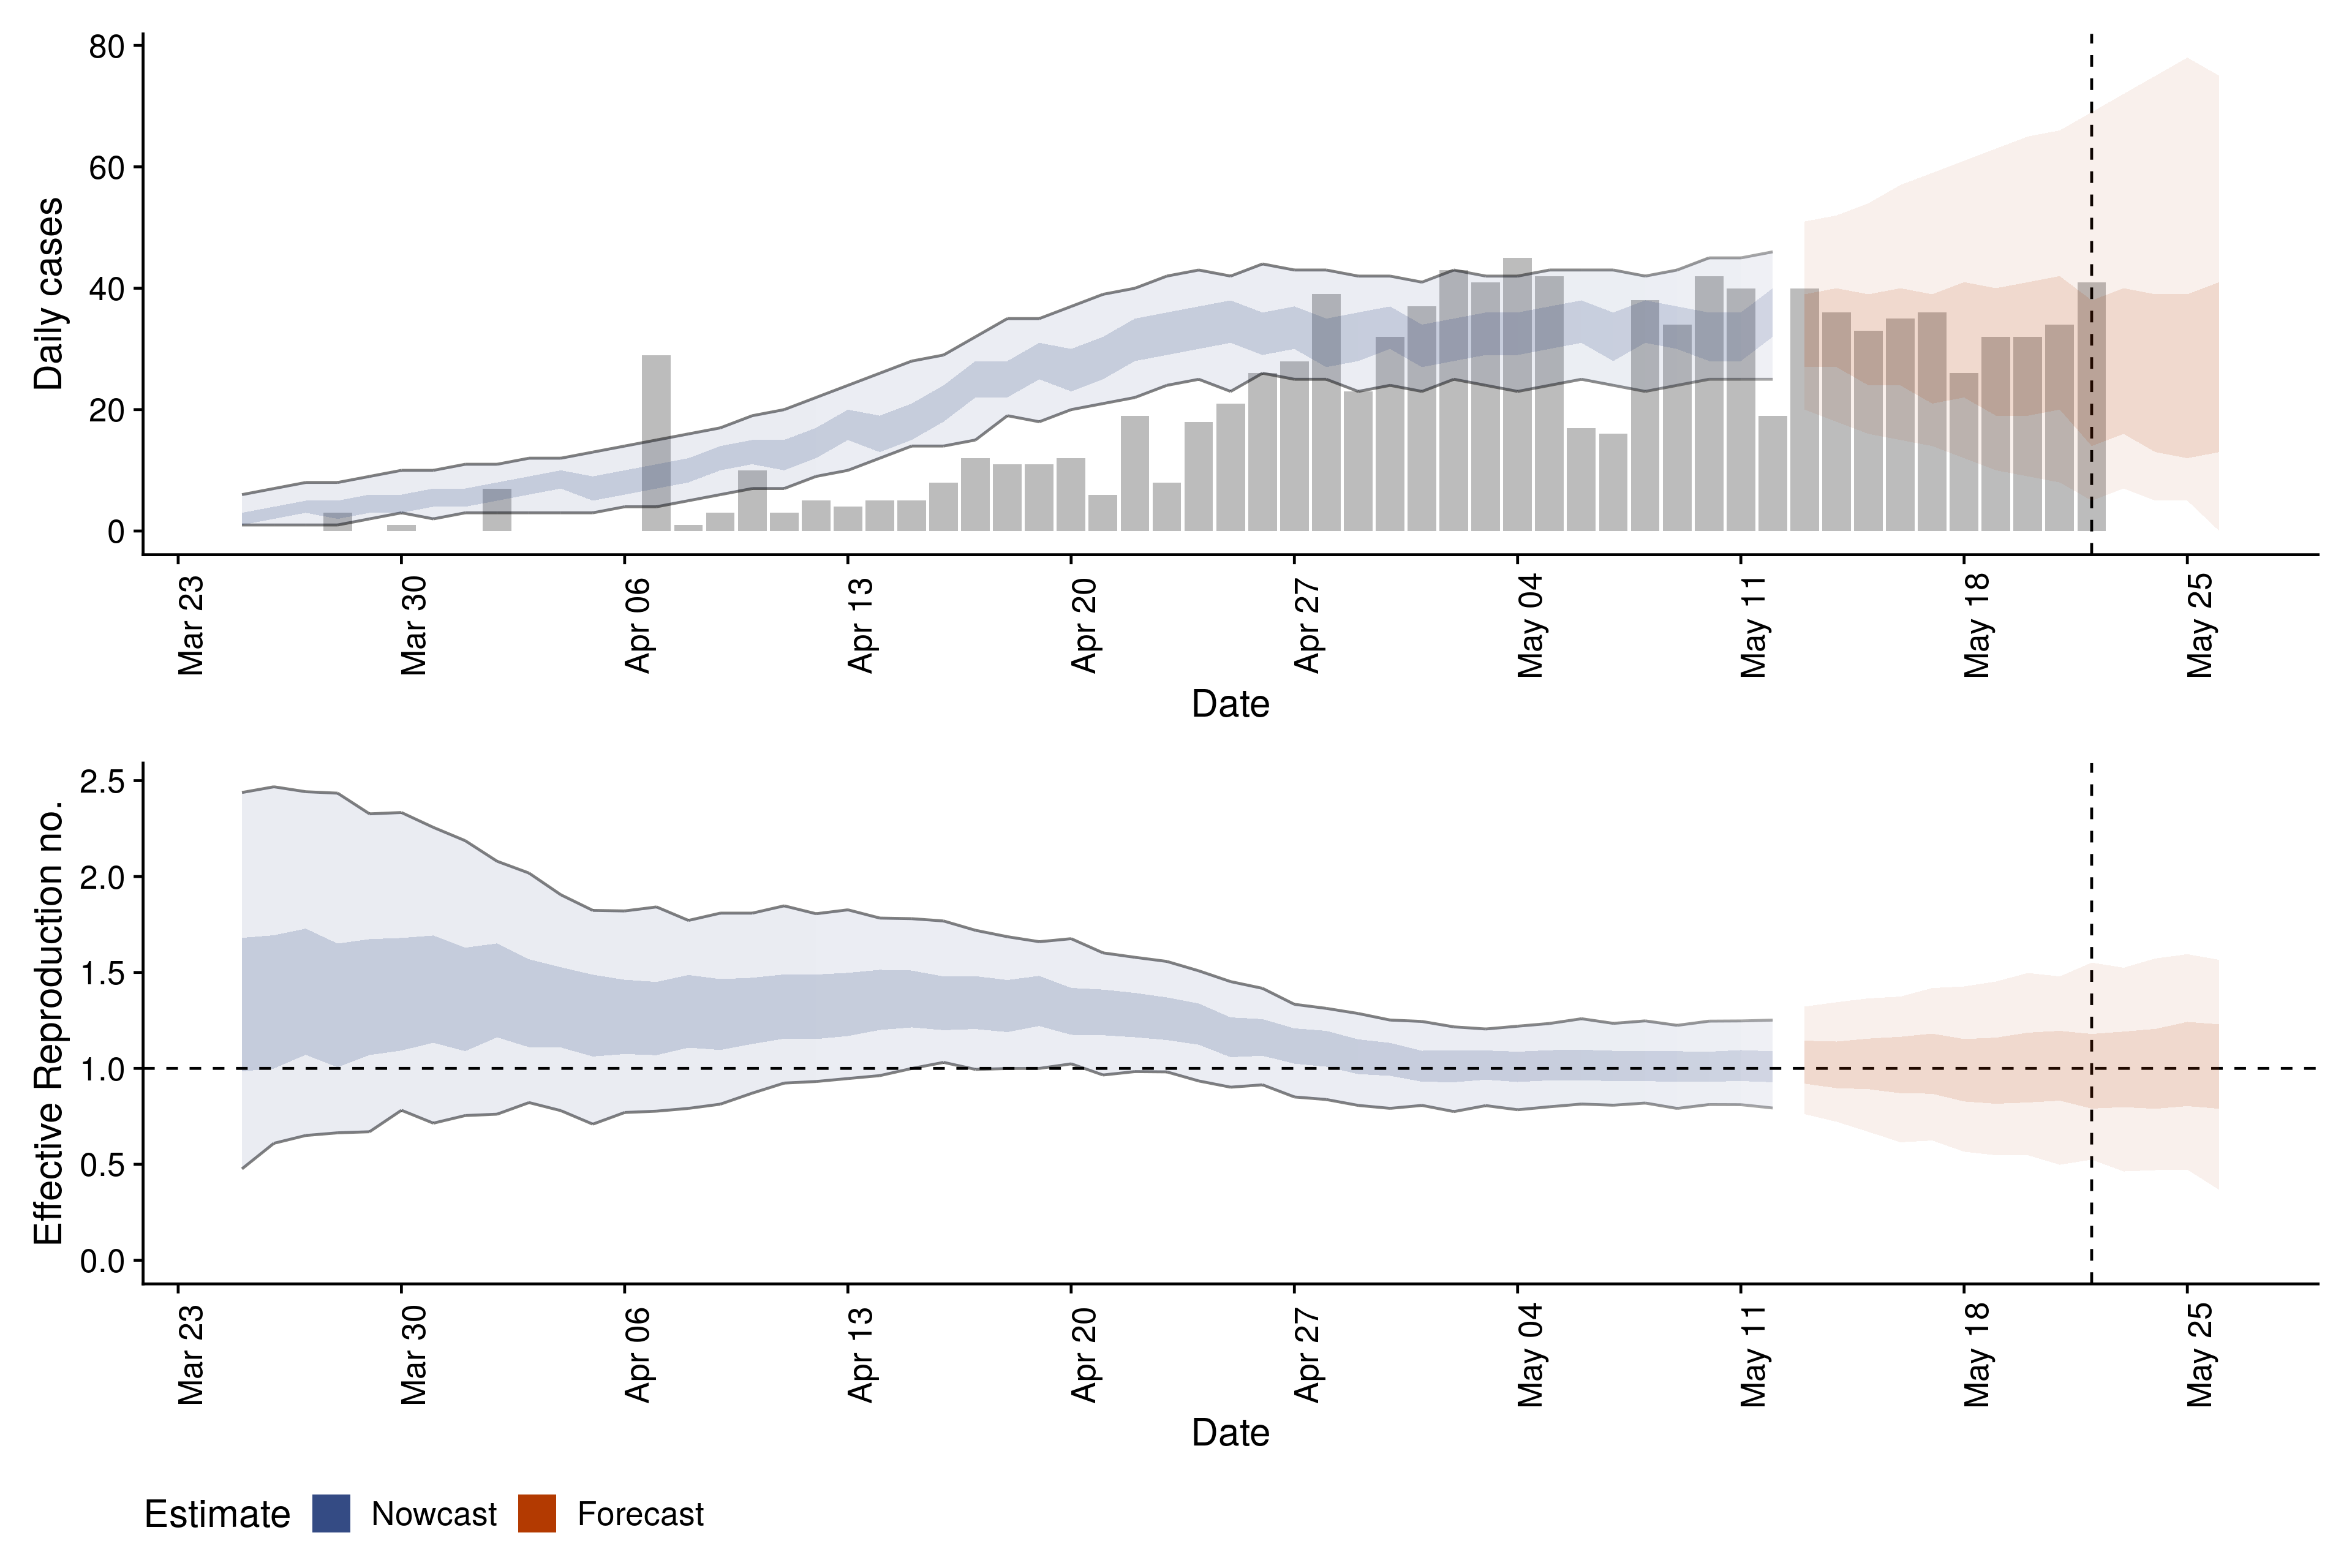 Daily cases
80
60
40
20
0
Mar 23
Mar 30
Apr 06
Apr 13
Apr 20
Apr 27
May 04
May 11
May 18
May 25
Date
Effective Reproduction no.
2.5
2.0
1.5
1.0
0.5
0.0
Mar 23
Mar 30
Apr 06
Apr 13
Apr 20
Apr 27
May 04
May 11
May 18
May 25
Date
Estimate Nowcast Forecast